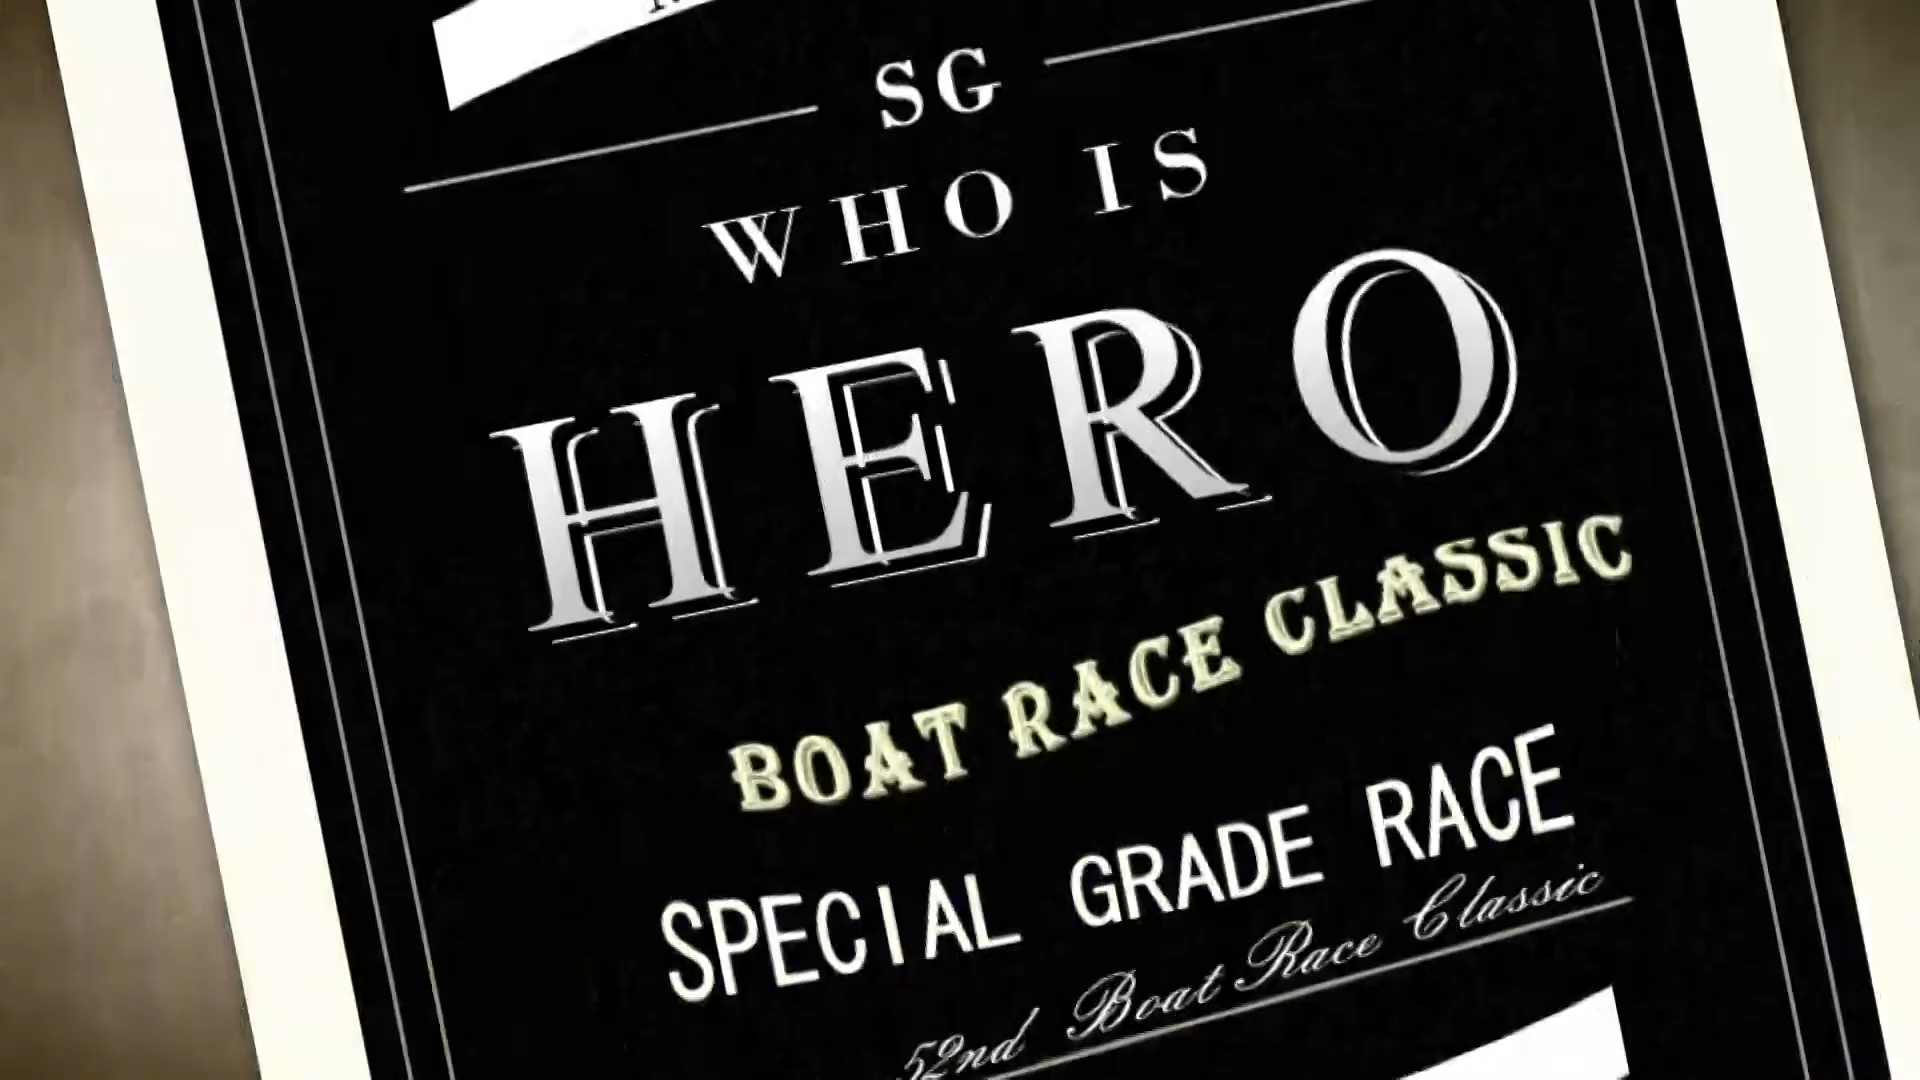 SG
WHO IS
HERO
BOAT RACE CLASSIC
SPECIAL GRADE RACE
52nd Boat Race Classic